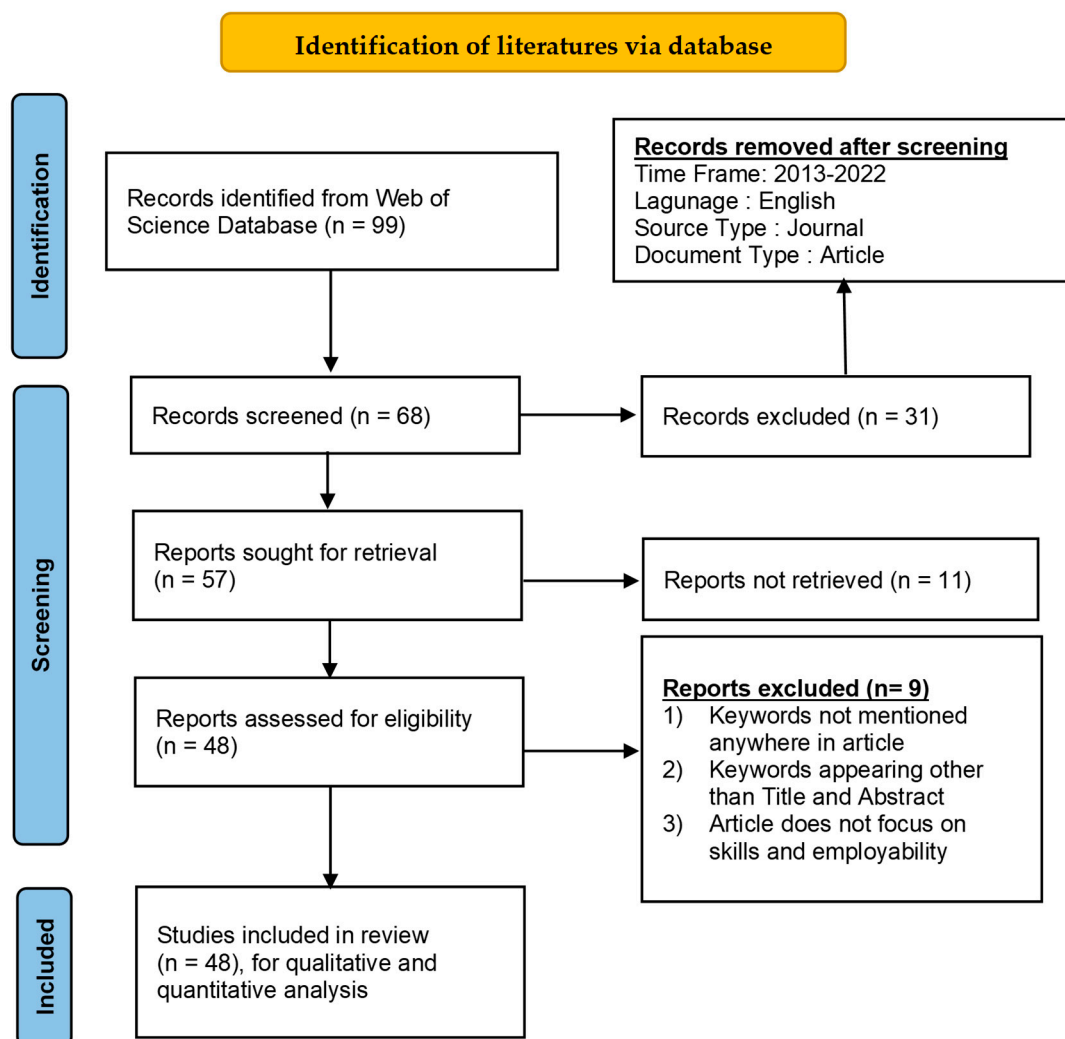 Identification of literatures via database
Identification
Records identified from Web of
Science Database (n = 99)
Records removed after screening
Time Frame: 2013-2022
Lagunage : English
Source Type : Journal
Document Type : Article
Screening
Records screened (n = 68)
Records excluded (n = 31)
Reports sought for retrieval
(n = 57)
Reports not retrieved (n = 11)
Reports assessed for eligibility
(n = 48)
Reports excluded (n= 9)
1) Keywords not mentioned
anywhere in article
2) Keywords appearing other
than Title and Abstract
3) Article does not focus on
skills and employability
Included
Studies included in review
(n = 48), for qualitative and
quantitative analysis